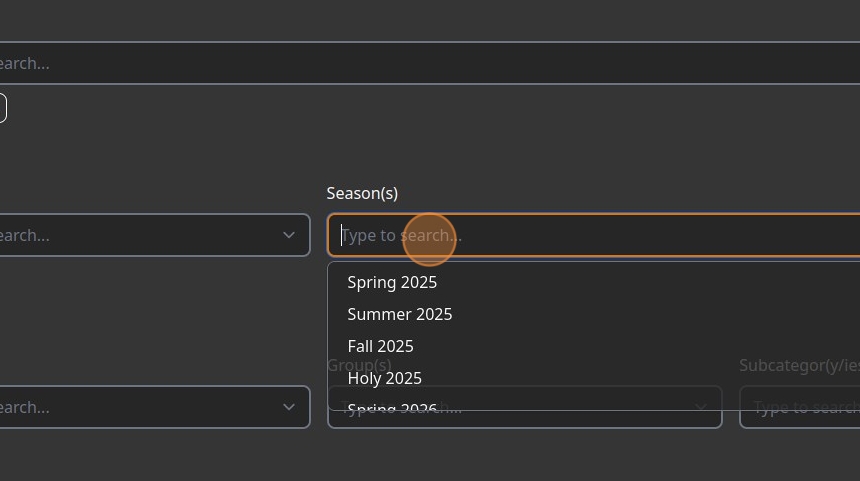 earch...
Season(s)
earch...
Type to search...
Spring 2025
Summer 2025
Fall 2025
Group(s)
Subcategor(y/ies
Holy 2025
earch...
Type to search...
Spring 2026
Type to search